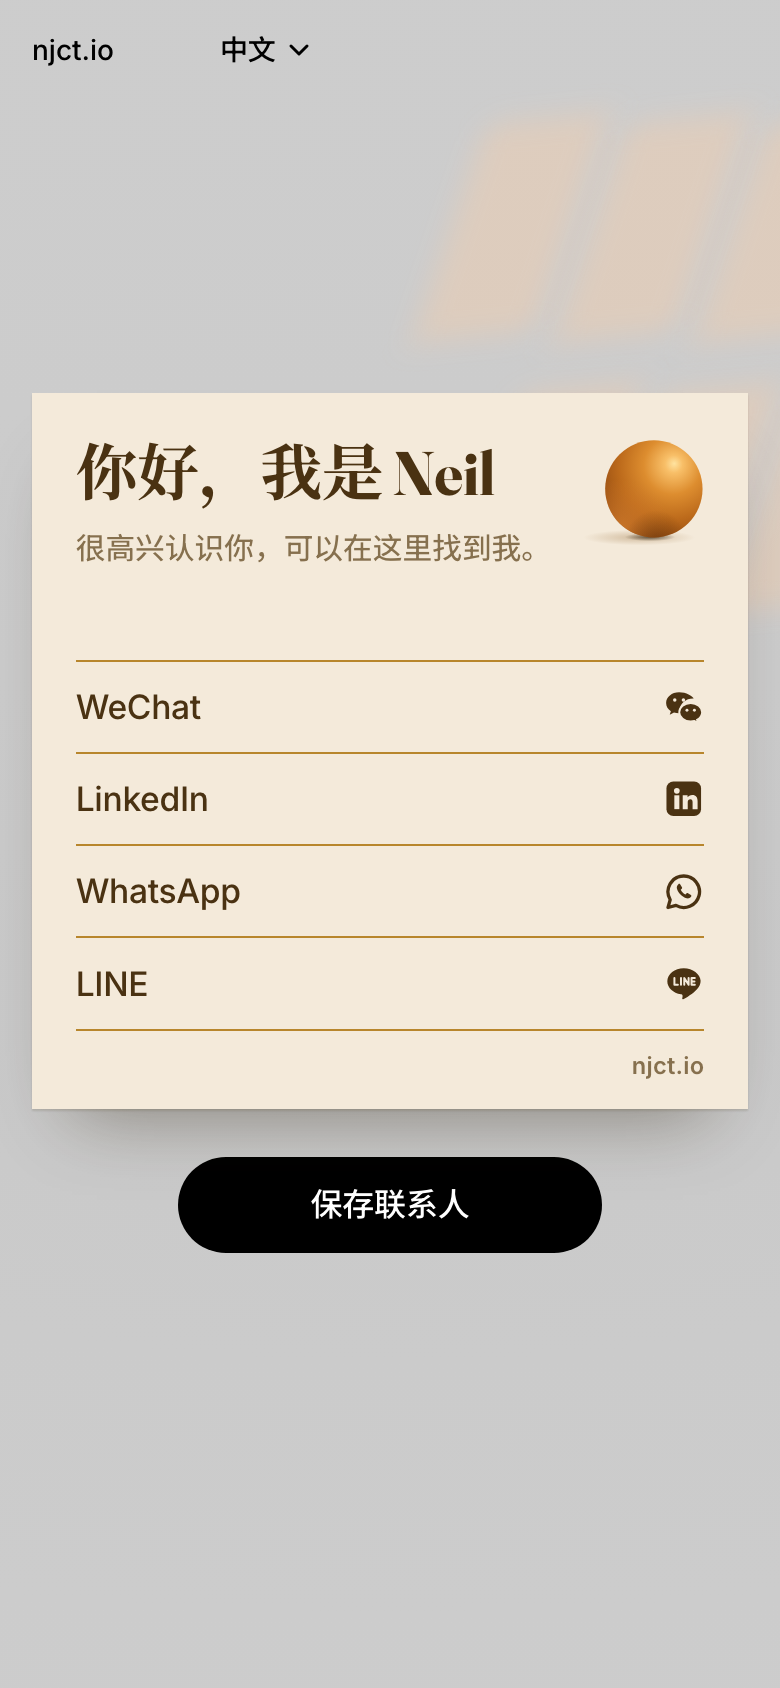 njct.io
中文
你好，我是 Neil
很高兴认识你，可以在这里找到我。
WeChat
LinkedIn
in
WhatsApp
LINE
LINE
njct.io
保存联系人